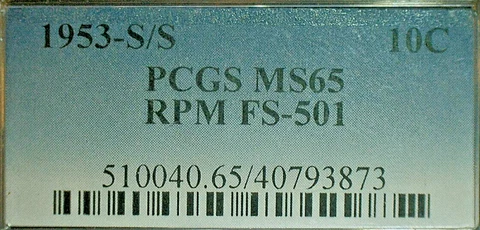 1953-S/S 10C
PCGS MS65
RPM FS-501
510040.65/40793873